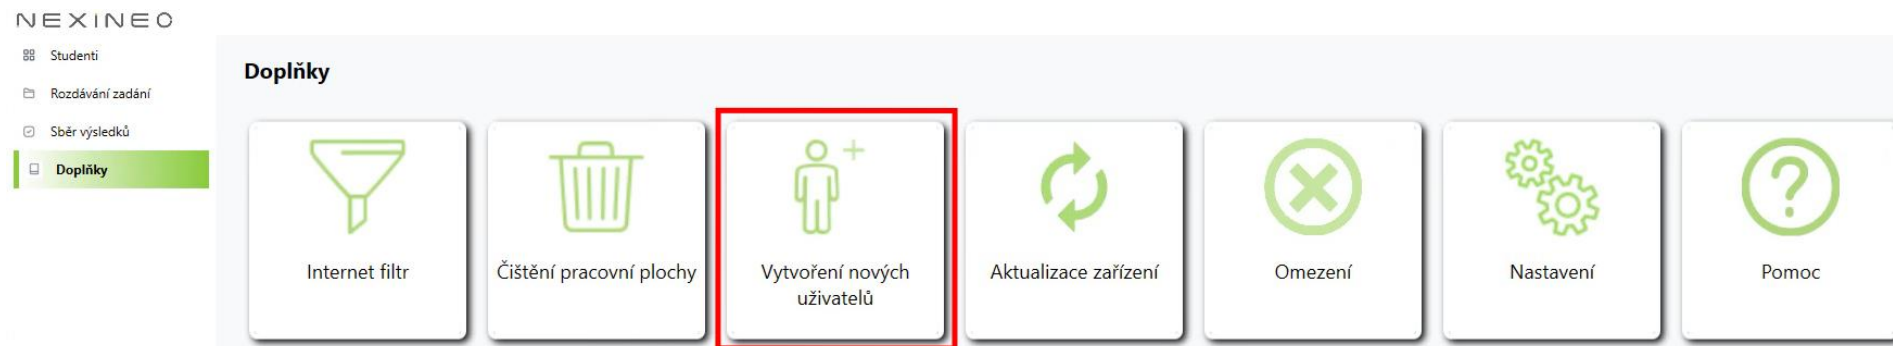 NEXINEO
Studenti
Rozdávání zadání
Sběr výsledků
Doplňky
Doplňky
Internet filtr
Čištění pracovní plochy
Vytvoření nových
uživatelů
Aktualizace zařízení
Omezení
Nastavení
Pomoc